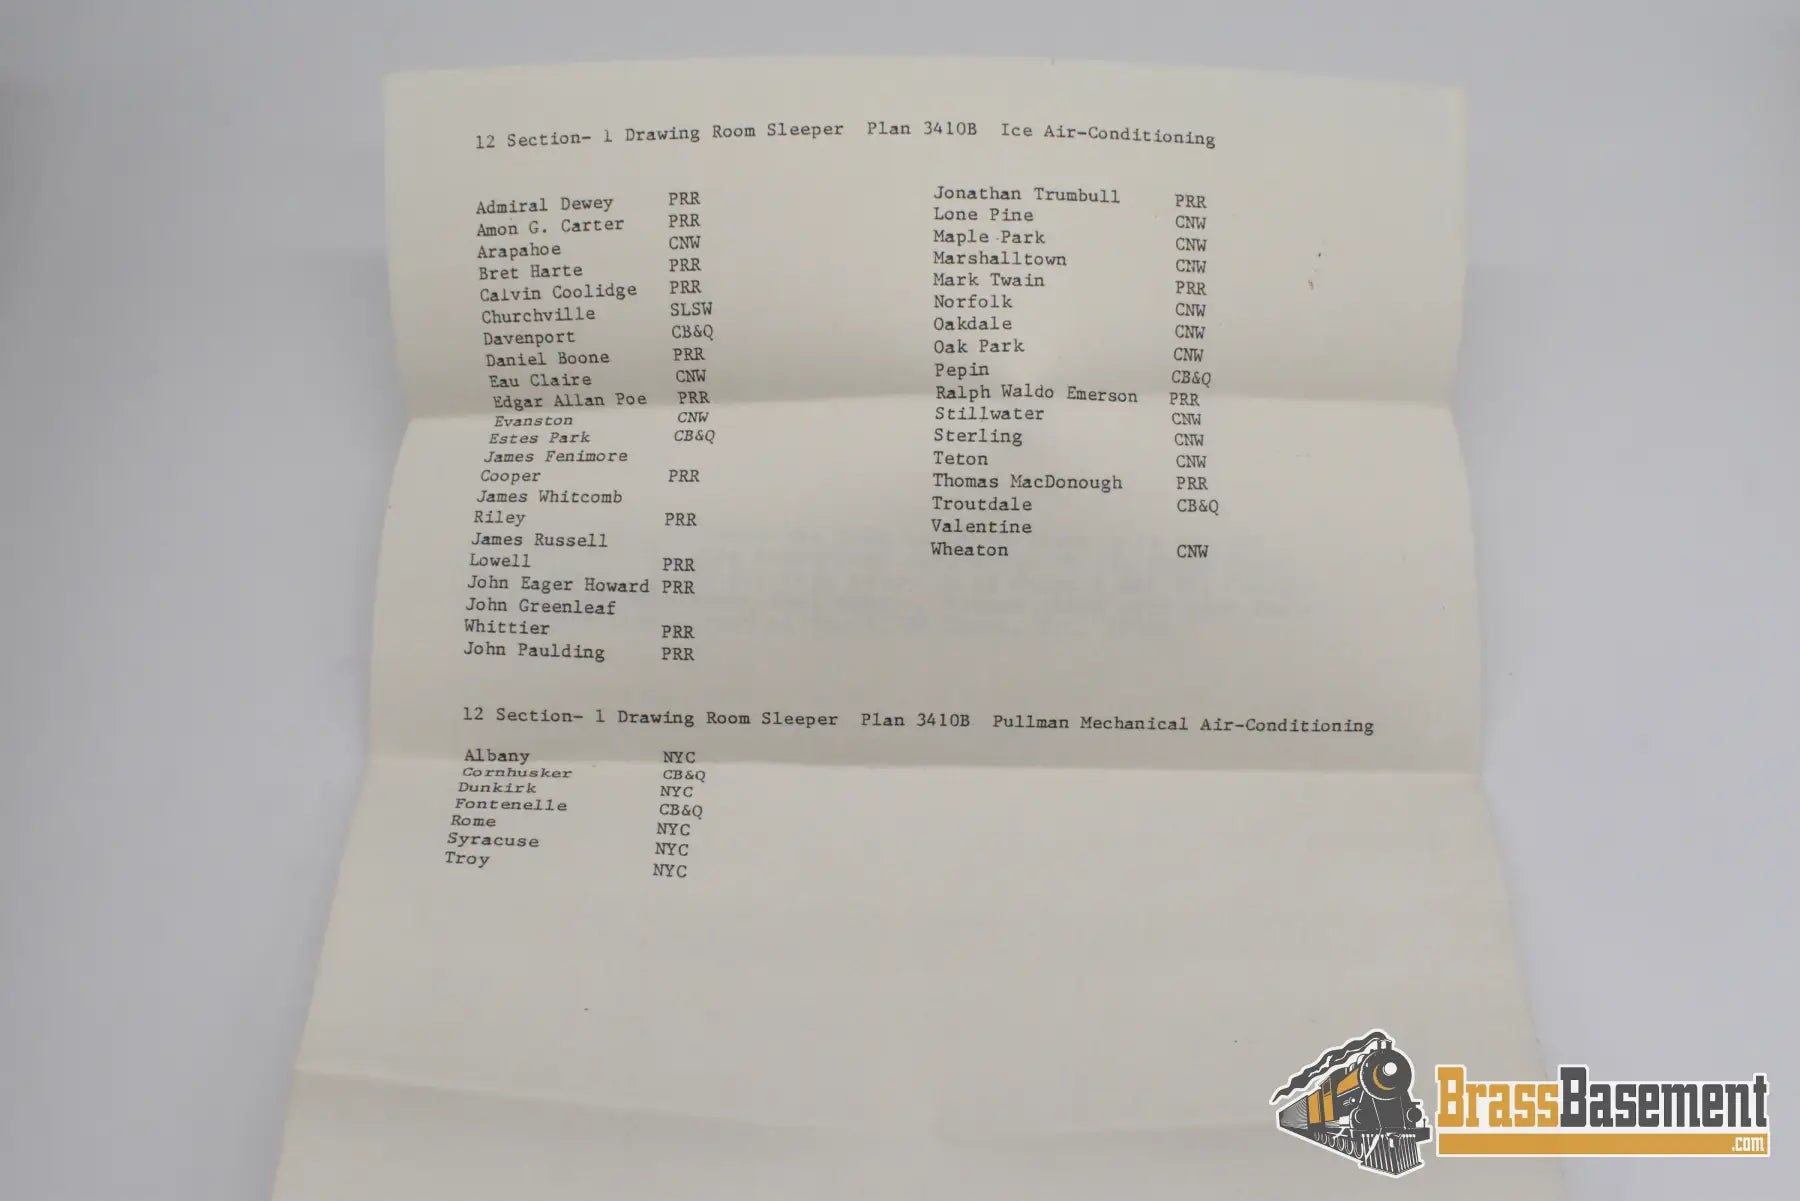 12 Section- 1 Drawing Room Sleeper Plan 3410B Ice Air-Conditioning
Admiral Dewey PRR
Amon G. Carter PRR
Arapahoe CNW
Bret Harte PRR
Calvin Coolidge PRR
Churchville SLSW
Davenport CB&Q
Daniel Boone PRR
Eau Claire CNW
Edgar Allan Poe PRR
Evanston CNW
Estes Park CB&Q
James Fenimore
Cooper PRR
James Whitcomb
Riley PRR
James Russell
Lowell PRR
John Eager Howard PRR
John Greenleaf
Whittier PRR
John Paulding PRR
Jonathan Trumbull PRR
Lone Pine CNW
Maple Park CNW
Marshalltown CNW
Mark Twain PRR
Norfolk CNW
Oakdale CNW
Oak Park CNW
Pepin CB&Q
Ralph Waldo Emerson PRR
Stillwater CNW
Sterling CNW
Teton CNW
Thomas MacDonough PRR
Troutdale CB&Q
Valentine
Wheaton CNW
12 Section- 1 Drawing Room Sleeper Plan 3410B Pullman Mechanical Air-Conditioning
Albany NYC
Cornhusker CB&Q
Dunkirk NYC
Fontenelle CB&Q
Rome NYC
Syracuse NYC
Troy NYC
BrassBasement
.com